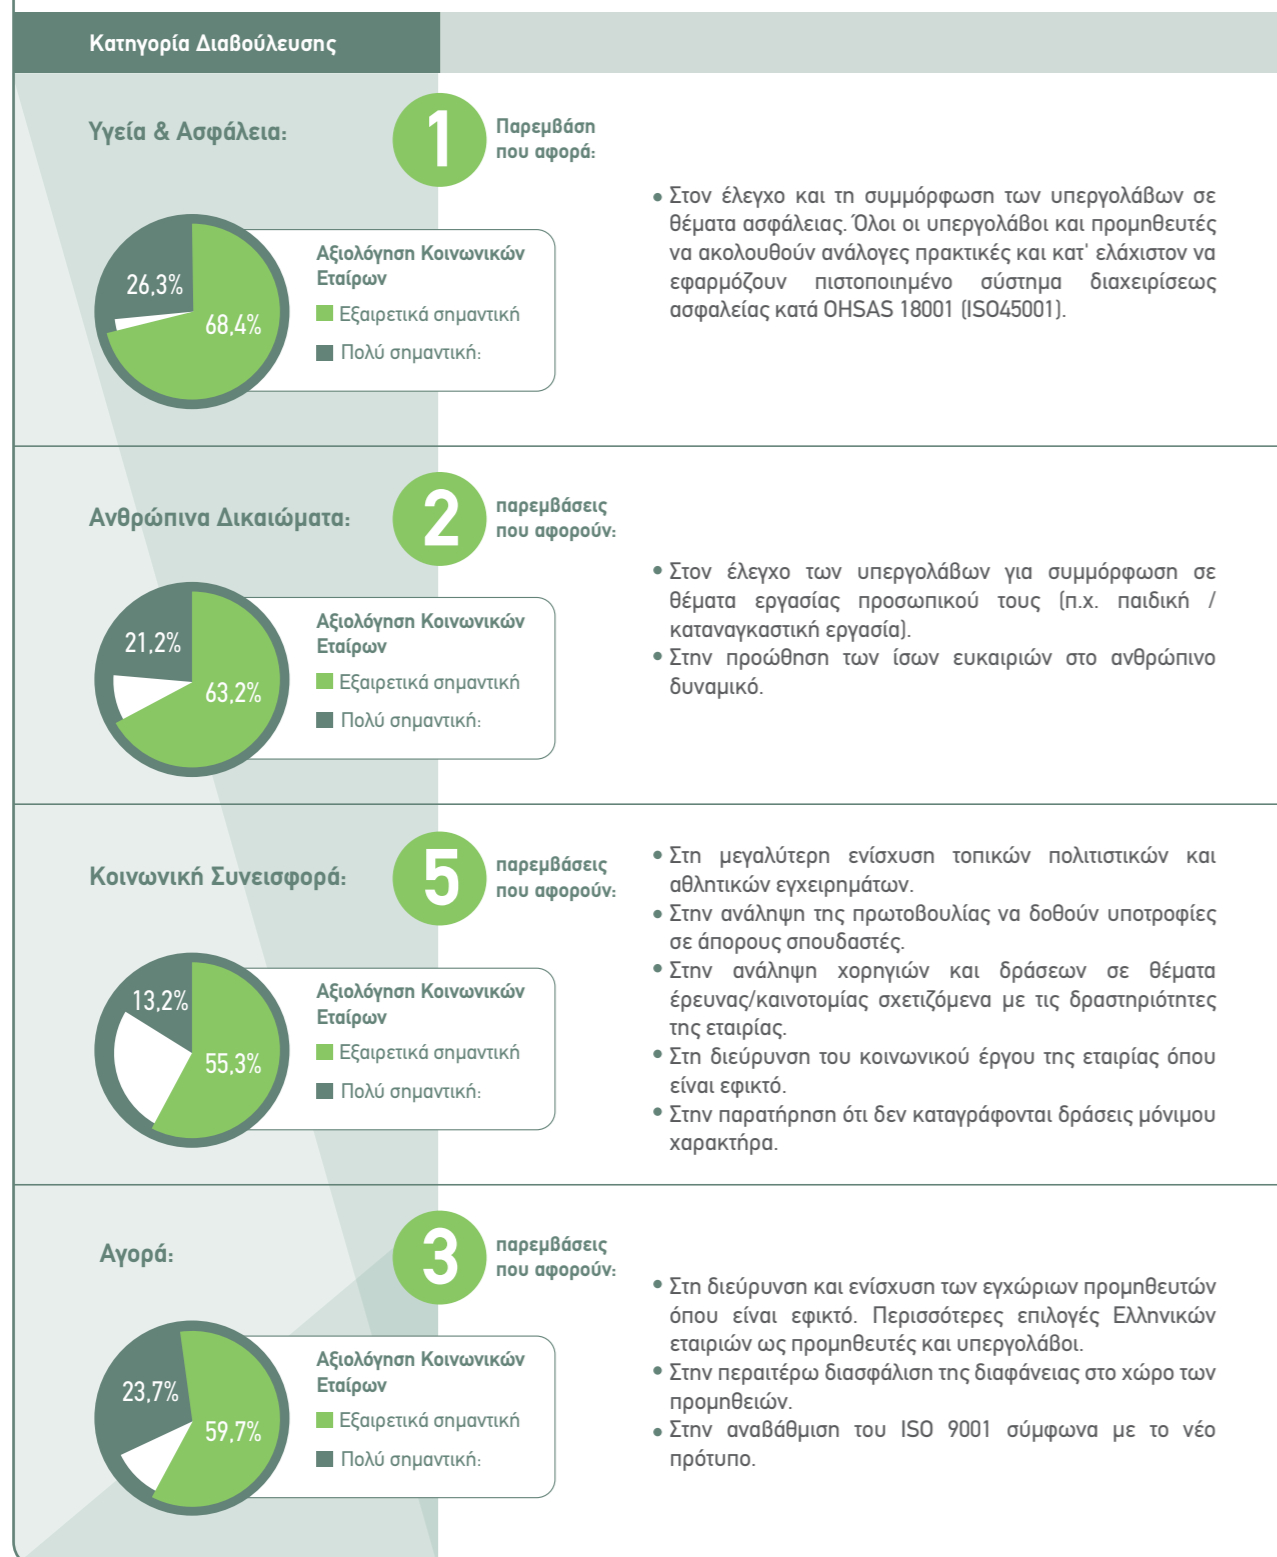 Κατηγορία Διαβούλευσης
Υγεία & Ασφάλεια:
1
Παρεμβάση
που αφορά:
26,3%
68,4%
Αξιολόγηση Κοινωνικών
Εταίρων
Εξαιρετικά σημαντική
Πολύ σημαντική:
• Στον έλεγχο και τη συμμόρφωση των υπεργολάβων σε
θέματα ασφάλειας. Όλοι οι υπεργολάβοι και προμηθευτές
να ακολουθούν ανάλογες πρακτικές και κατ' ελάχιστον να
εφαρμόζουν πιστοποιημένο σύστημα διαχειρίσεως
ασφαλείας κατά OHSAS 18001 (ISO45001).
Ανθρώπινα Δικαιώματα:
2
παρεμβάσεις
που αφορούν:
21,2%
63,2%
Αξιολόγηση Κοινωνικών
Εταίρων
Εξαιρετικά σημαντική
Πολύ σημαντική:
• Στον έλεγχο των υπεργολάβων για συμμόρφωση σε
θέματα εργασίας προσωπικού τους (π.χ. παιδική /
καταναγκαστική εργασία).
• Στην προώθηση των ίσων ευκαιριών στο ανθρώπινο
δυναμικό.
Κοινωνική Συνεισφορά:
5
παρεμβάσεις
που αφορούν:
13,2%
55,3%
Αξιολόγηση Κοινωνικών
Εταίρων
Εξαιρετικά σημαντική
Πολύ σημαντική:
• Στη μεγαλύτερη ενίσχυση τοπικών πολιτιστικών και
αθλητικών εγχειρημάτων.
• Στην ανάληψη της πρωτοβουλίας να δοθούν υποτροφίες
σε άπορους σπουδαστές.
• Στην ανάληψη χορηγιών και δράσεων σε θέματα
έρευνας/καινοτομίας σχετιζόμενα με τις δραστηριότητες
της εταιρίας.
• Στη διεύρυνση του κοινωνικού έργου της εταιρίας όπου
είναι εφικτό.
• Στην παρατήρηση ότι δεν καταγράφονται δράσεις μόνιμου
χαρακτήρα.
Αγορά:
3
παρεμβάσεις
που αφορούν:
23,7%
59,7%
Αξιολόγηση Κοινωνικών
Εταίρων
Εξαιρετικά σημαντική
Πολύ σημαντική:
• Στη διεύρυνση και ενίσχυση των εγχώριων προμηθευτών
όπου είναι εφικτό. Περισσότερες επιλογές Ελληνικών
εταιριών ως προμηθευτές και υπεργολάβοι.
• Στην περαιτέρω διασφάλιση της διαφάνειας στο χώρο των
προμηθειών.
• Στην αναβάθμιση του ISO 9001 σύμφωνα με το νέο
πρότυπο.